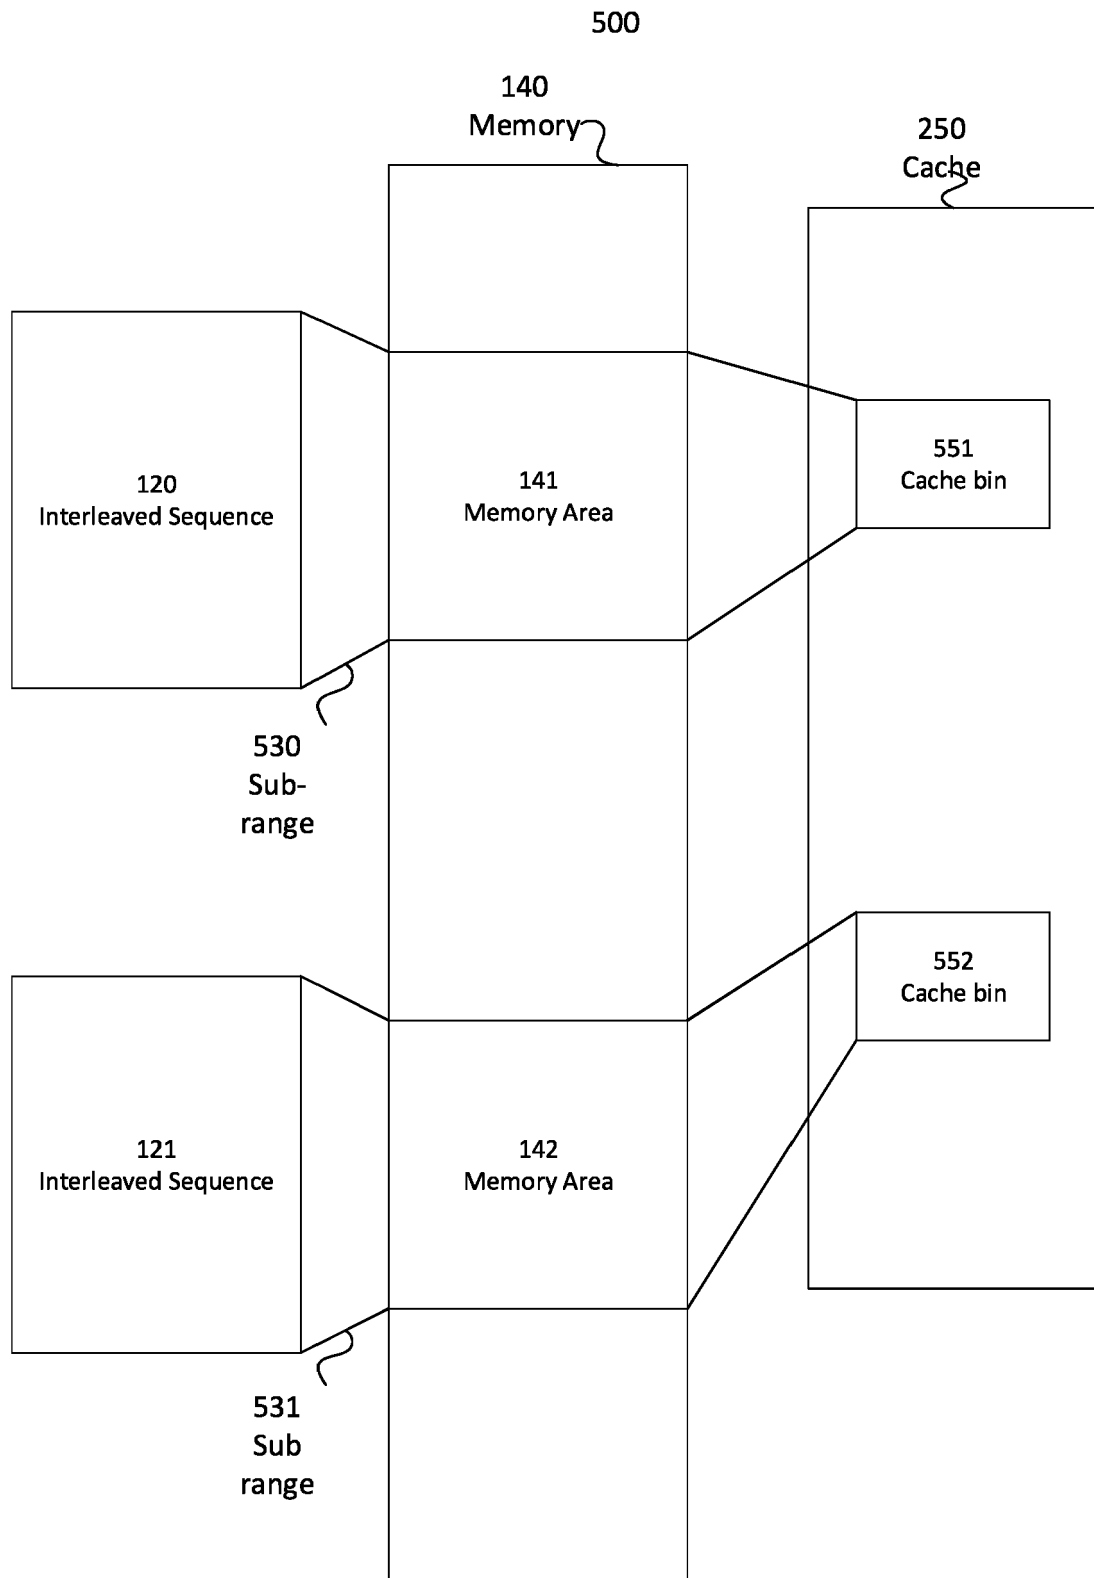 500
140
Memory
250
Cache
120
Interleaved Sequence
141
Memory Area
551
Cache bin
530
Sub-
range
552
Cache bin
121
Interleaved Sequence
142
Memory Area
531
Sub
range